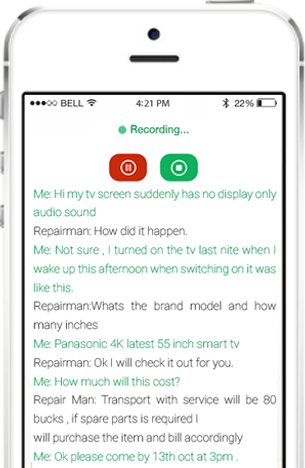 BELL 4:21 PM 22%
Recording...
Me: Hi my tv screen suddenly has no display only
audio sound
Repairman: How did it happen.
Me: Not sure , I turned on the tv last nite when I
wake up this afternoon when switching on it was
like this.
Repairman:Whats the brand model and how
many inches
Me: Panasonic 4K latest 55 inch smart tv
Repairman: Ok I will check it out for you.
Me: How much will this cost?
Repair Man: Transport with service will be 80
bucks , if spare parts is required I
will purchase the item and bill accordingly
Me: Ok please come by 13th oct at 3pm .